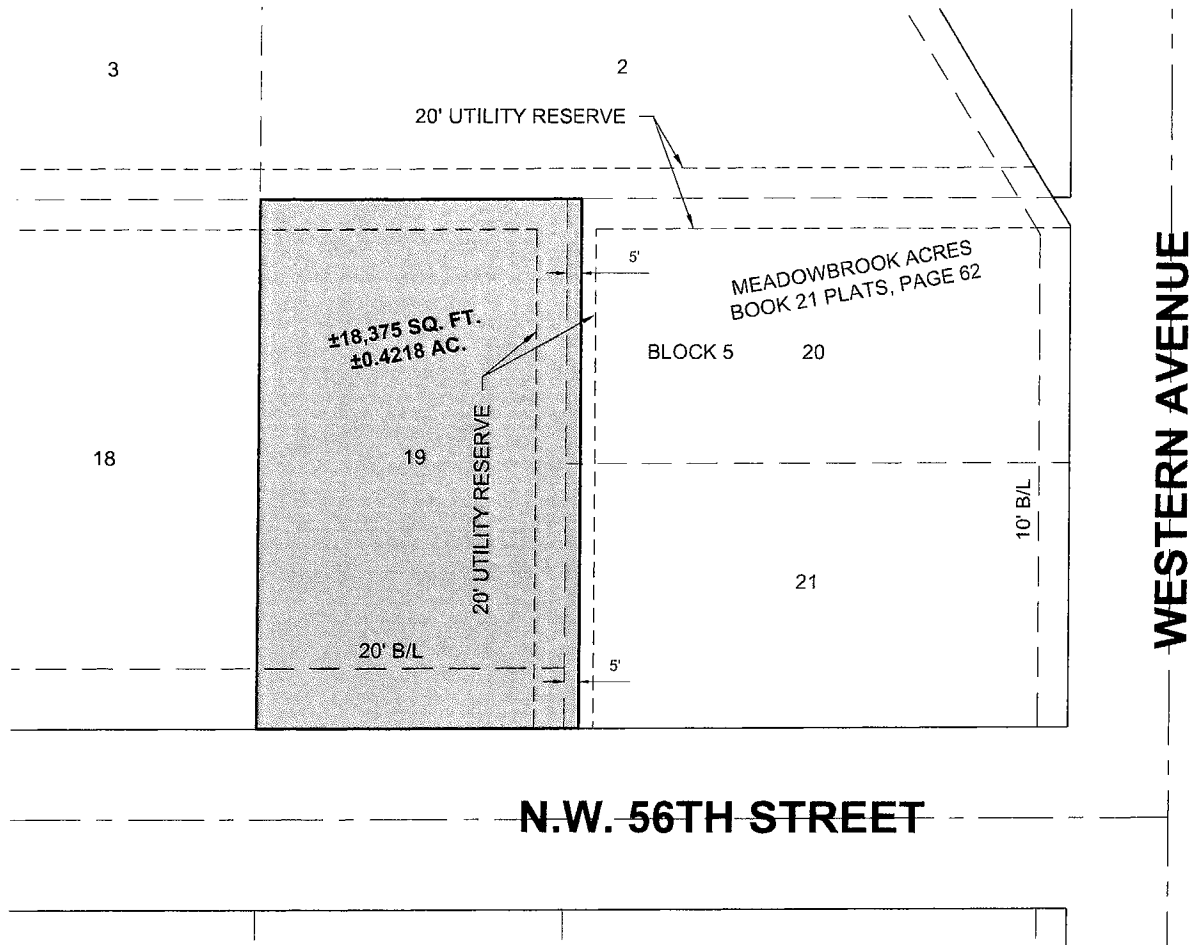 3
2
20' UTILITY RESERVE
5'
MEADOWBROOK ACRES
BOOK 21 PLATS, PAGE 62
±18,375 SQ. FT.
±0.4218 AC.
BLOCK 5
20
18
19
20' UTILITY RESERVE
10' B/L
21
20' B/L
5'
WESTERN AVENUE
N.W. 56TH STREET